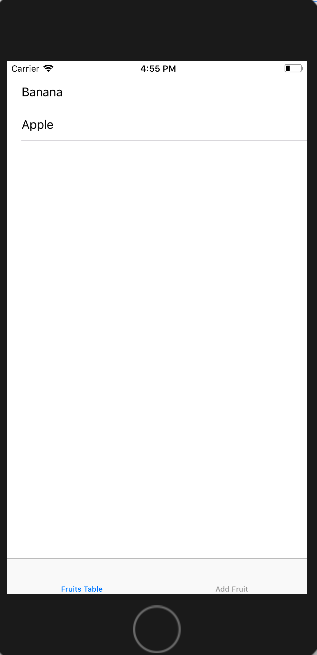 Carrier
4:55 PM
Banana
Apple
Fruits Table
Add Fruit